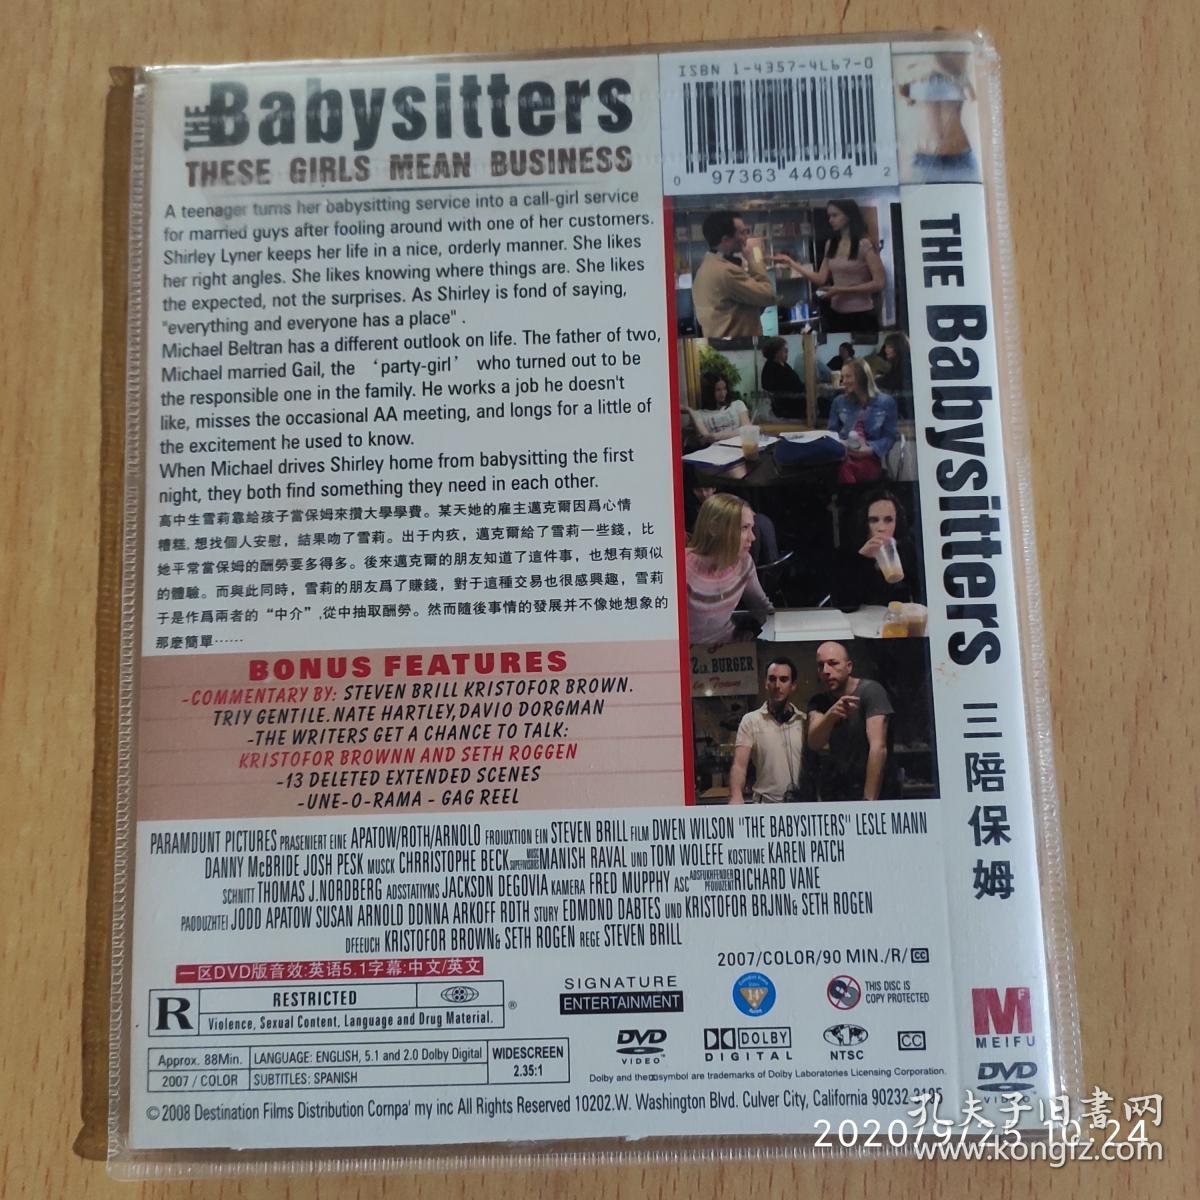 THE Babysitters
THESE GIRLS MEAN BUSINESS
ISBN 1-4357-4L67-0
0 97363 44064 2
A teenager turns her babysitting service into a call-girl service
for married guys after fooling around with one of her customers.
Shirley Lyner keeps her life in a nice, orderly manner. She likes
her right angles. She likes knowing where things are. She likes
the expected, not the surprises. As Shirley is fond of saying,
"everything and everyone has a place" .
Michael Beltran has a different outlook on life. The father of two,
Michael married Gail, the ‘party-girl’ who turned out to be
the responsible one in the family. He works a job he doesn't
like, misses the occasional AA meeting, and longs for a little of
the excitement he used to know.
When Michael drives Shirley home from babysitting the first
night, they both find something they need in each other.
高中生雪莉靠給孩子當保姆來攢大學學費。某天她的雇主邁克爾因爲心情
糟糕,想找個人安慰，結果吻了雪莉。出于内疚，邁克爾給了雪莉一些錢，比
她平常當保姆的酬勞要多得多。後來邁克爾的朋友知道了這件事，也想有類似
的體驗。而與此同時，雪莉的朋友爲了賺錢，對于這種交易也很感興趣，雪莉
于是作爲兩者的“中介”,從中抽取酬勞。然而隨後事情的發展并不像她想象的
那麽簡單……
BONUS FEATURES
-COMMENTARY BY: STEVEN BRILL KRISTOFOR BROWN.
TRIY GENTILE.NATE HARTLEY,DAVIO DORGMAN
-THE WRITERS GET A CHANCE TO TALK:
KRISTOFOR BROWNN AND SETH ROGGEN
-13 DELETED EXTENDED SCENES
-UNE-O-RAMA - GAG REEL
BURGER
in Town
PARAMOUNT PICTURES PRASENIERT EINE APATOW/ROTH/ARNOLO FROUXTION EIN STEVEN BRILL FILM DWEN WILSON "THE BABYSITTERS" LESLE MANN
DANNY McBRIDE JOSH PESK MUSCK CHRRISTOPHE BECK MUSIC SUPERVISORS MANISH RAVAL UND TOM WOLEFE KOSTUME KAREN PATCH
SCHNITT THOMAS J.NORDBERG ADSSTATIYMS JACKSDN DEGOVIA KAMERA FRED MUPPHY ASC RICHARD VANE
PAODUZHTEI JODD APATOW SUSAN ARNOLD DONNA ARKOFF RDTH STURY EDMDND DABTES UND KRISTOFOR BRJNN& SETH ROGEN
DFEEUCH KRISTOFOR BROWN& SETH ROGEN REGE STEVEN BRILL
一区DVD版音效:英语5.1字幕:中文/英文
2007/COLOR/90 MIN./R/CC
R
RESTRICTED
®
Violence, Sexual Content, Language and Drug Material.
SIGNATURE
ENTERTAINMENT
14
THIS DISC IS
COPY PROTECTED
Approx. 88Min.
2007 / COLOR
LANGUAGE: ENGLISH, 5.1 and 2.0 Dolby Digital
SUBTITLES: SPANISH
WIDESCREEN
2.35:1
DVD
VIDEO™
DOLBY
DIGITAL
NTSC
CC
Dolby and the symbol are trademarks of Dolby Laboratories Licensing Corporation.
©2008 Destination Films Distribution Cornpa' my inc All Rights Reserved 10202.W. Washington Blvd. Culver City, California 90232-3195
THE Babysitters 三陪保姆
MF
MEIFU
DVD
VIDEO
孔夫子旧書网
2020/9/25 10:24
www.kongfz.com